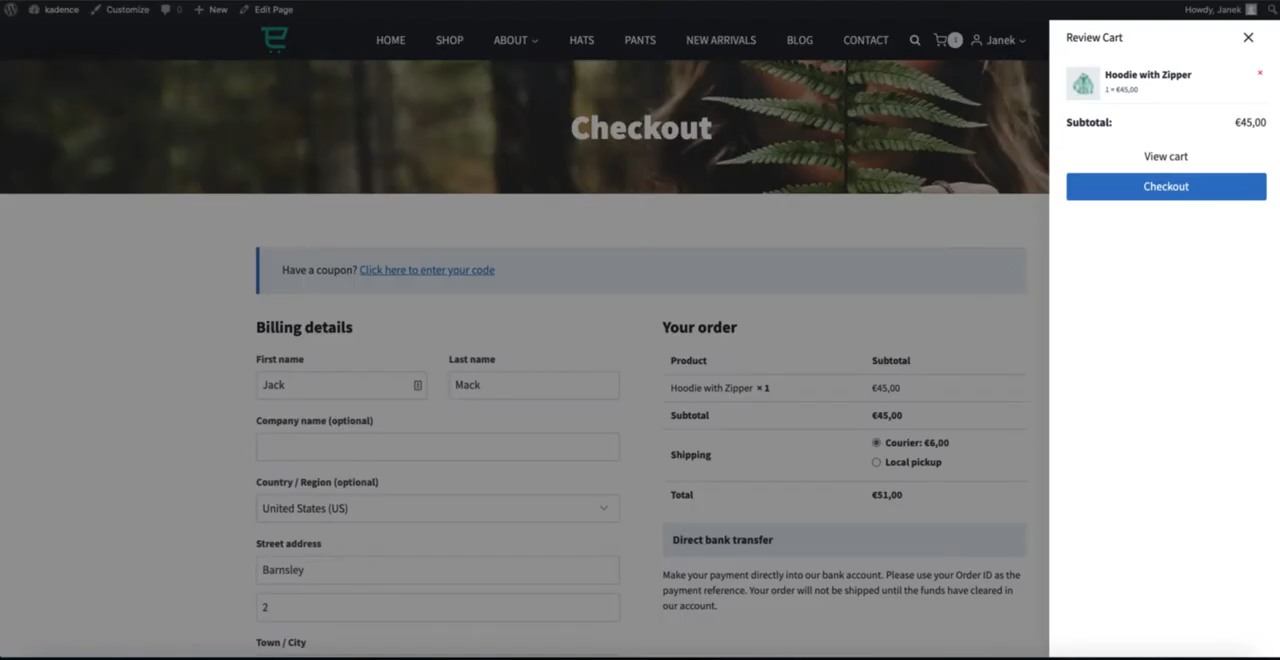 kadence Customize 0 New Edit Page Howdy, Janek
HOME SHOP ABOUT HATS PANTS NEW ARRIVALS BLOG CONTACT 1 Janek
Checkout
Review Cart
Hoodie with Zipper ×
1 × €45,00
Subtotal: €45,00
View cart
Checkout
Have a coupon? Click here to enter your code
Billing details
First name Last name
Jack Mack
Company name (optional)
Country / Region (optional)
United States (US)
Street address
Barnsley
2
Town / City
Your order
Product Subtotal
Hoodie with Zipper × 1 €45,00
Subtotal €45,00
Shipping Courier: €6,00
Local pickup
Total €51,00
Direct bank transfer
Make your payment directly into our bank account. Please use your Order ID as the
payment reference. Your order will not be shipped until the funds have cleared in
our account.